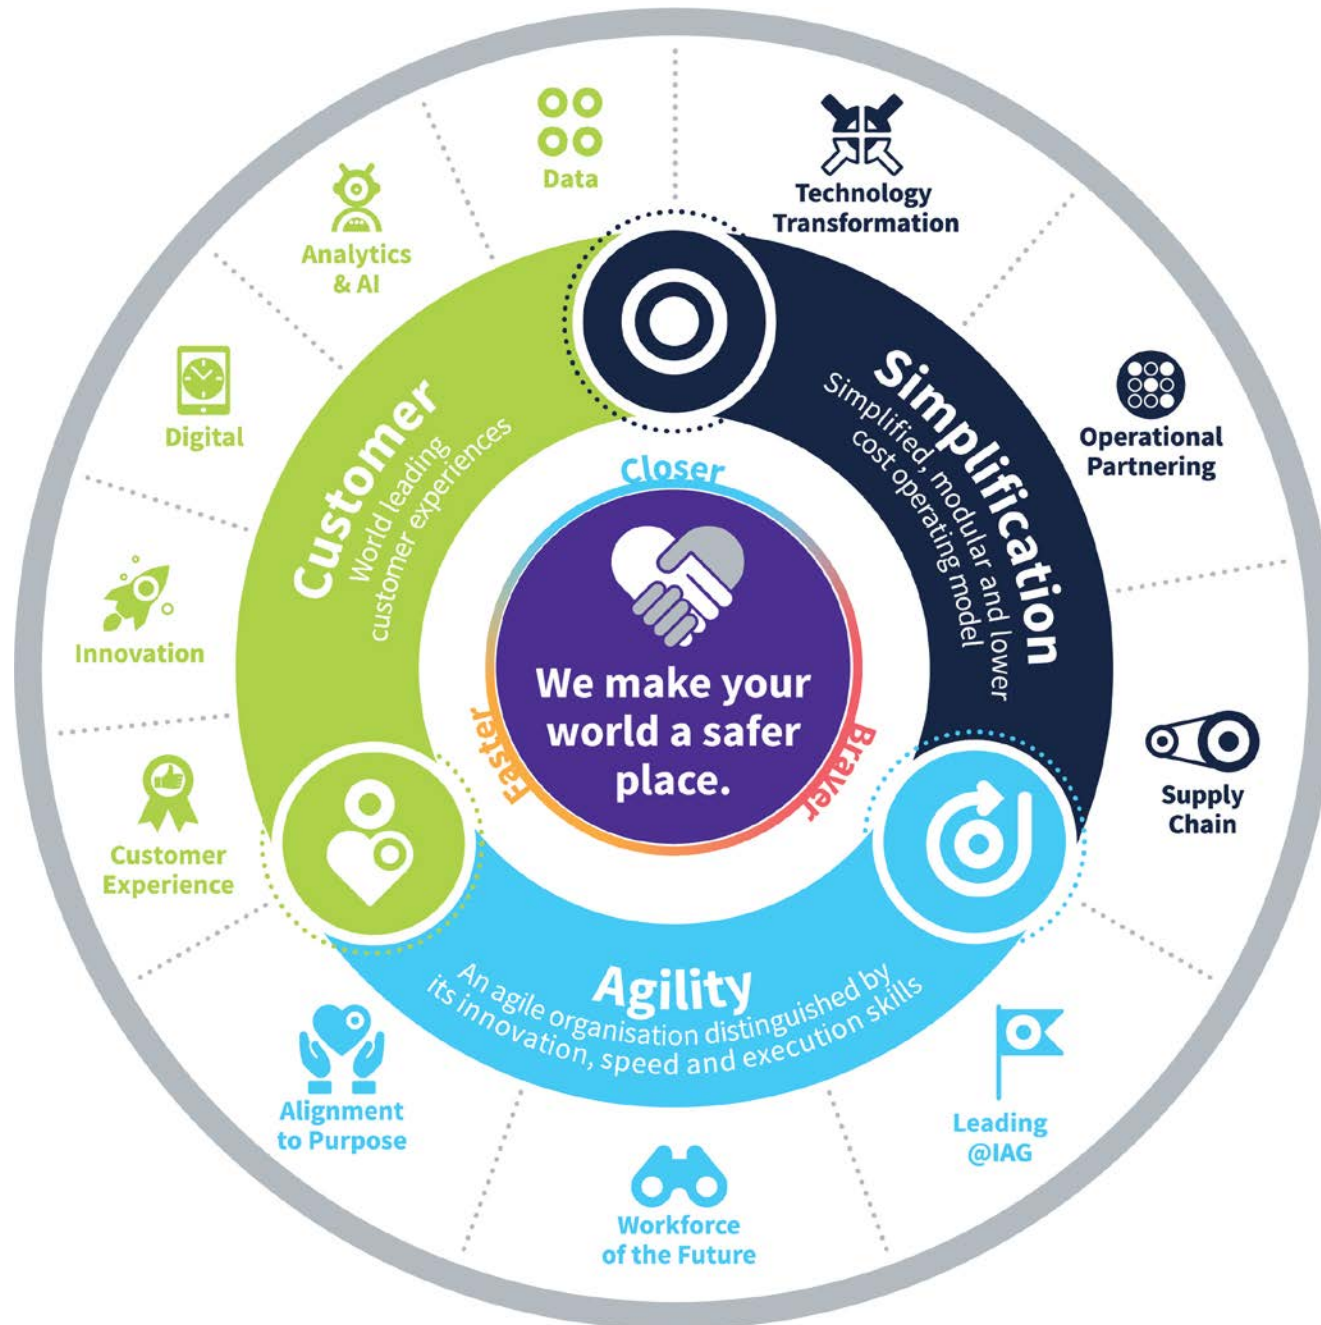 Data
Technology
Transformation
Analytics
& AI
Digital
Operational
Partnering
Customer
World leading
customer experiences
Simplification
Simplified, modular and lower
cost operating model
Closer
Innovation
We make your
world a safer
place.
Faster
Braver
Supply
Chain
Customer
Experience
Agility
An agile organisation distinguished by
its innovation, speed and execution skills
Alignment
to Purpose
Leading
@IAG
Workforce
of the Future